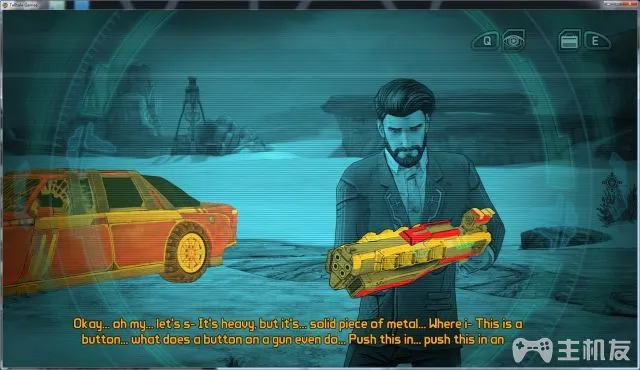 Telltale Games
Q E
Okay... ah my... let's s- It's heavy, but it's... solid piece of metal... Where i- This is a
button... what does a button on a gun even do... Push this in... push this in an
主机友